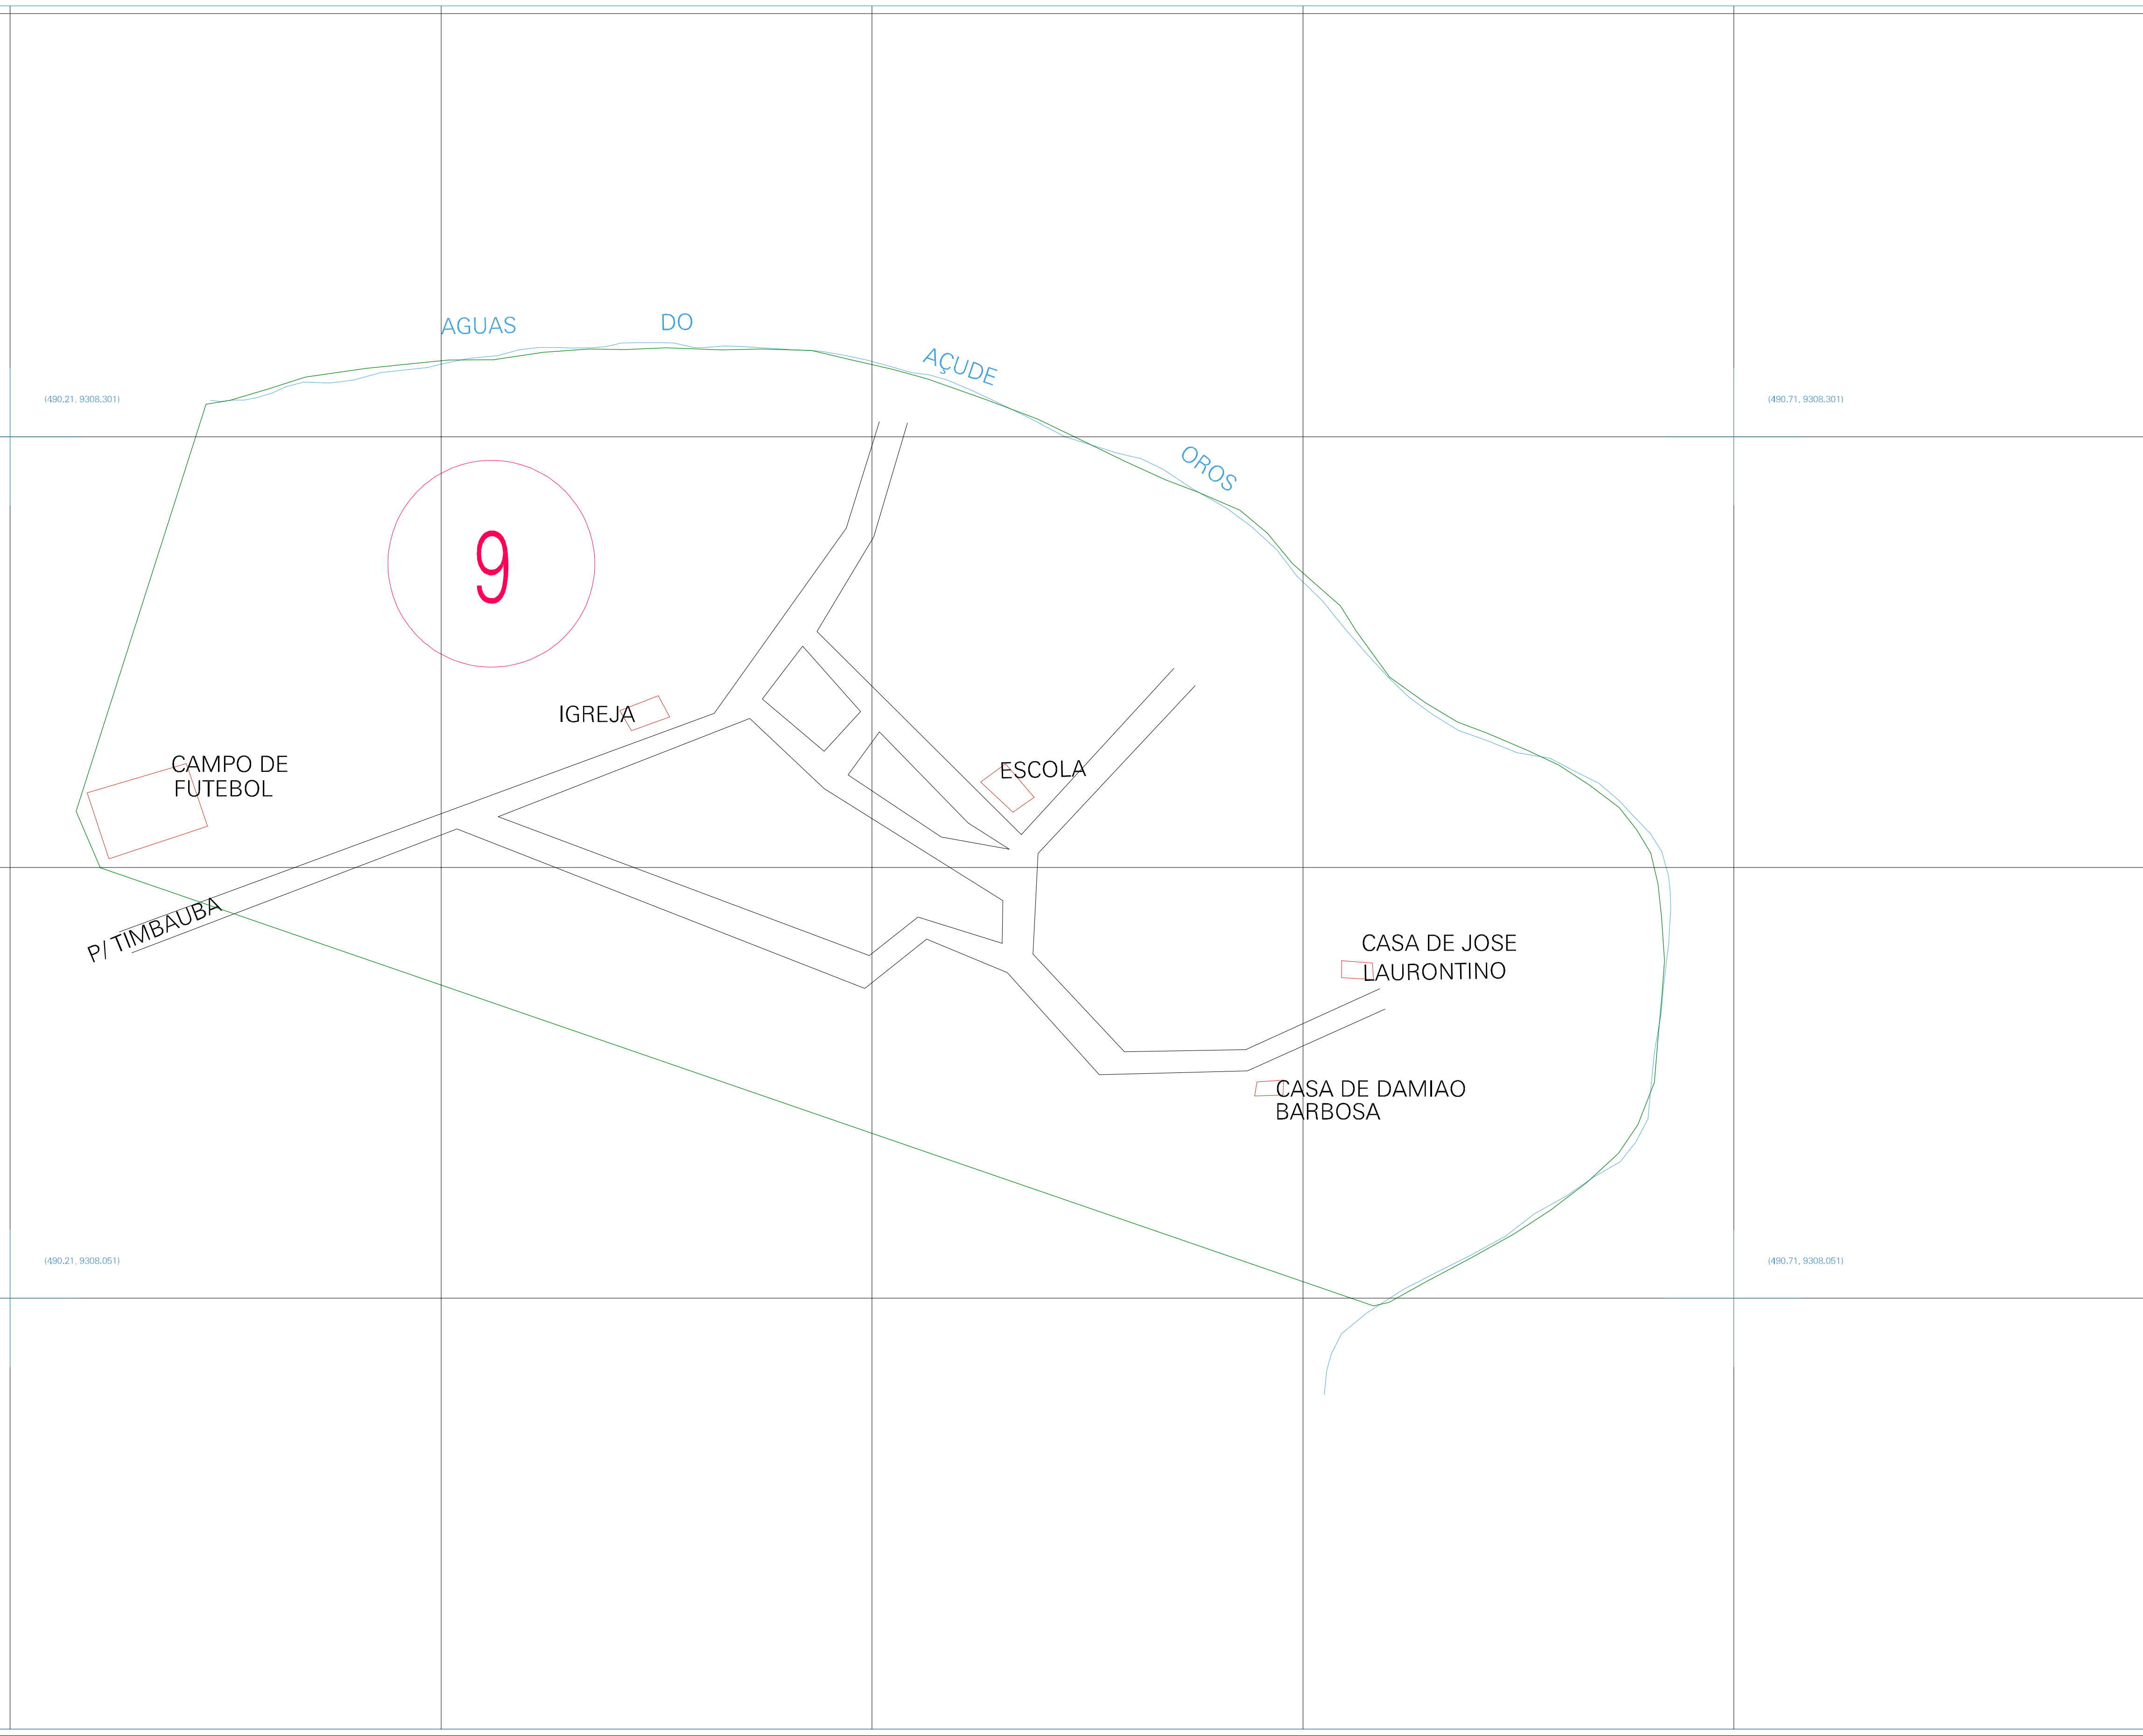 AGUAS DO AÇUDE OROS
(490.21, 9308.301)
(490.71, 9308.301)
9
IGREJA
CAMPO DE
FUTEBOL
ESCOLA
P/ TIMBAUBA
CASA DE JOSE
LAURONTINO
CASA DE DAMIAO
BARBOSA
(490.21, 9308.051)
(490.71, 9308.051)